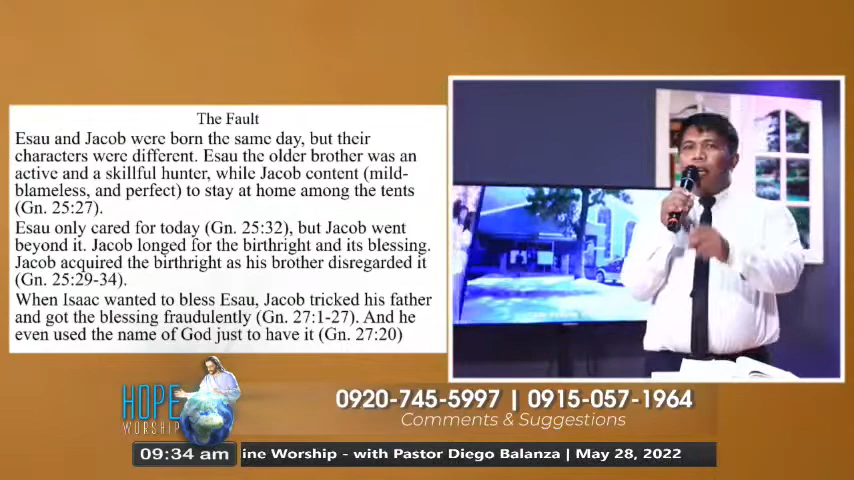 The Fault
Esau and Jacob were born the same day, but their
characters were different. Esau the older brother was an
active and a skillful hunter, while Jacob content (mild-
blameless, and perfect) to stay at home among the tents
(Gn. 25:27).
Esau only cared for today (Gn. 25:32), but Jacob went
beyond it. Jacob longed for the birthright and its blessing.
Jacob acquired the birthright as his brother disregarded it
(Gn. 25:29-34).
When Isaac wanted to bless Esau, Jacob tricked his father
and got the blessing fraudulently (Gn. 27:1-27). And he
even used the name of God just to have it (Gn. 27:20)
HOPE
WORSHIP
0920-745-5997 | 0915-057-1964
Comments & Suggestions
09:34 am
ine Worship - with Pastor Diego Balanza | May 28, 2022